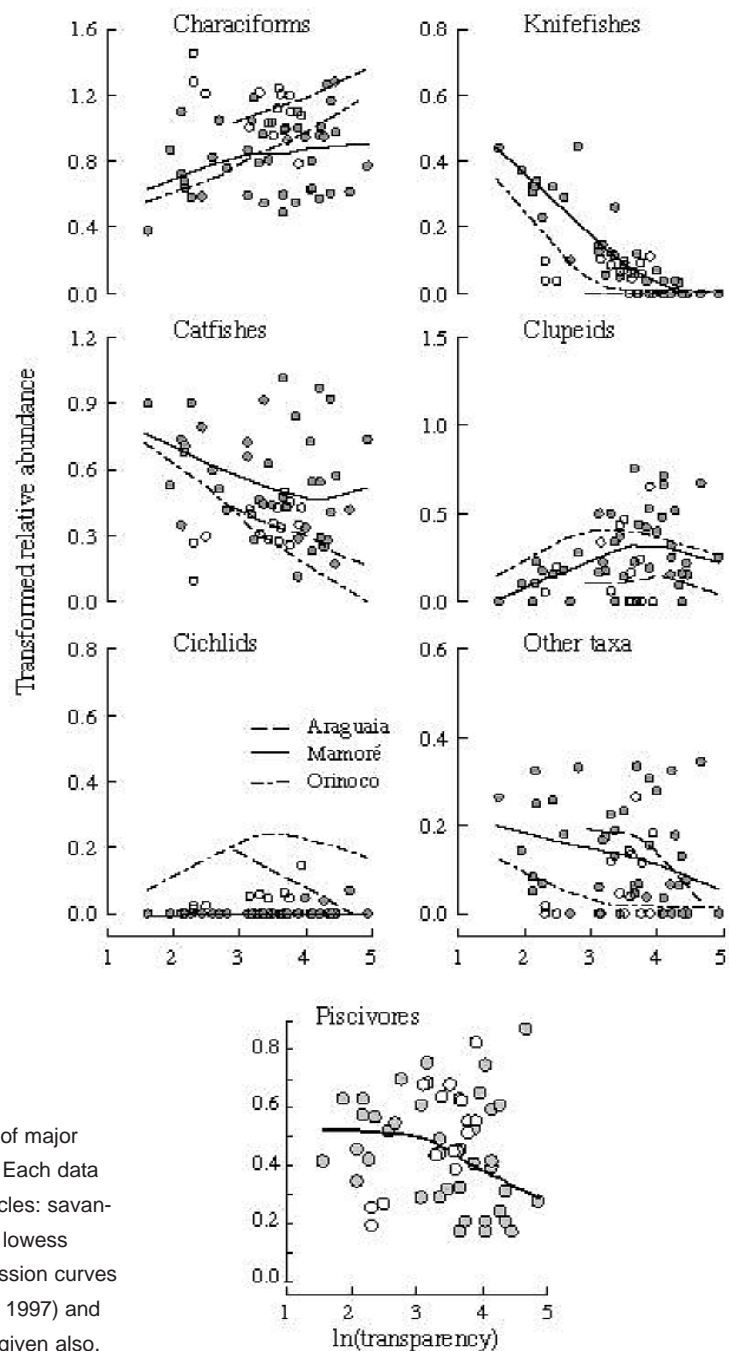 Characiforms
Knifefishes
1.6
1.2
0.8
0.4
0.0
0.8
0.6
0.4
0.2
0.0
Catfishes
Clupeids
1.2
0.9
0.6
0.3
0.0
1.5
1.0
0.5
0.0
Transformed relative abundance
Cichlids
Other taxa
0.8
0.6
0.4
0.2
0.0
Araguaia
Mamoré
Orinoco
0.6
0.4
0.2
0.0
1 2 3 4 5
1 2 3 4 5
Piscivores
0.8
0.6
0.4
0.2
0.0
1 2 3 4 5
ln(transparency)
of major
Each data
cles: savan-
lowess
ssion curves
1997) and
given also.